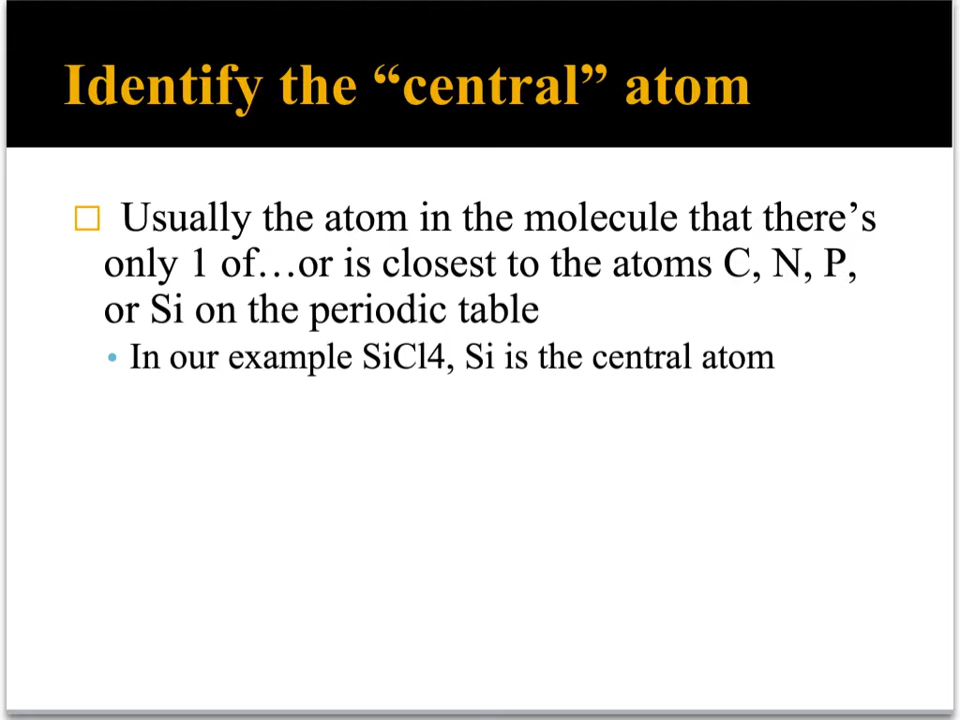 Identify the “central” atom
Usually the atom in the molecule that there’s
only 1 of…or is closest to the atoms C, N, P,
or Si on the periodic table
• In our example SiCl4, Si is the central atom